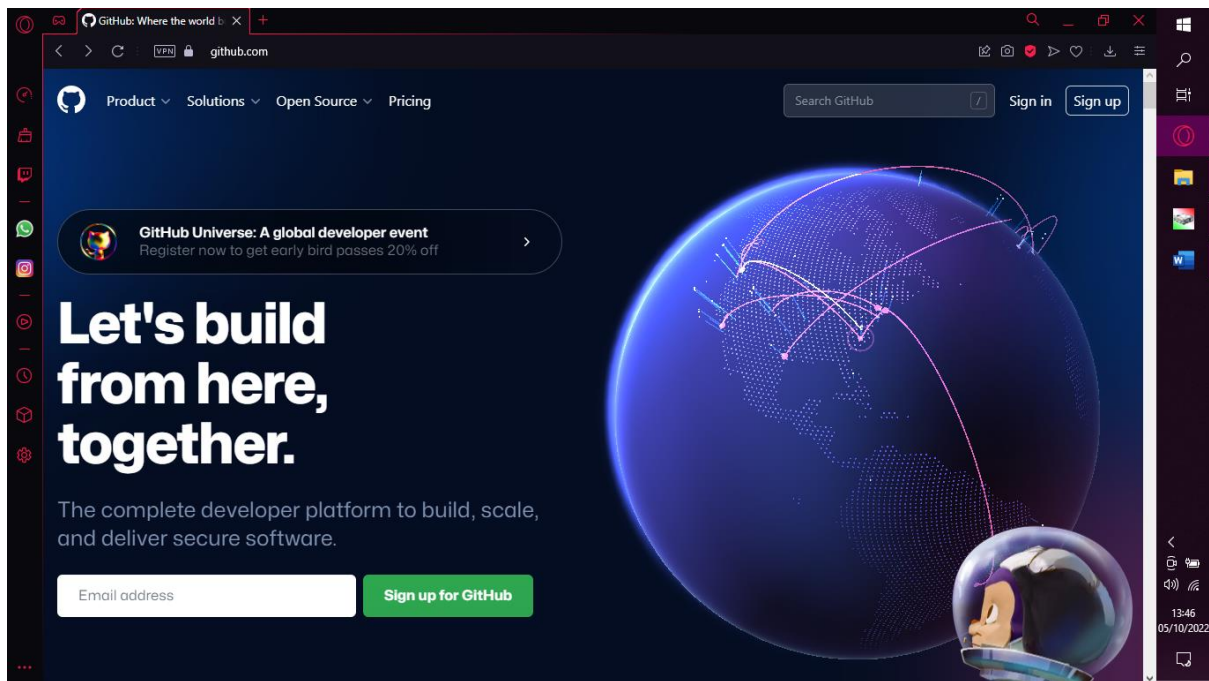 GitHub: Where the world b
VPN
github.com
Product
Solutions
Open Source
Pricing
Search GitHub
/
Sign in
Sign up
GitHub Universe: A global developer event
Register now to get early bird passes 20% off
Let's build
from here,
together.
The complete developer platform to build, scale,
and deliver secure software.
Email address
Sign up for GitHub
W
13:46
05/10/2022